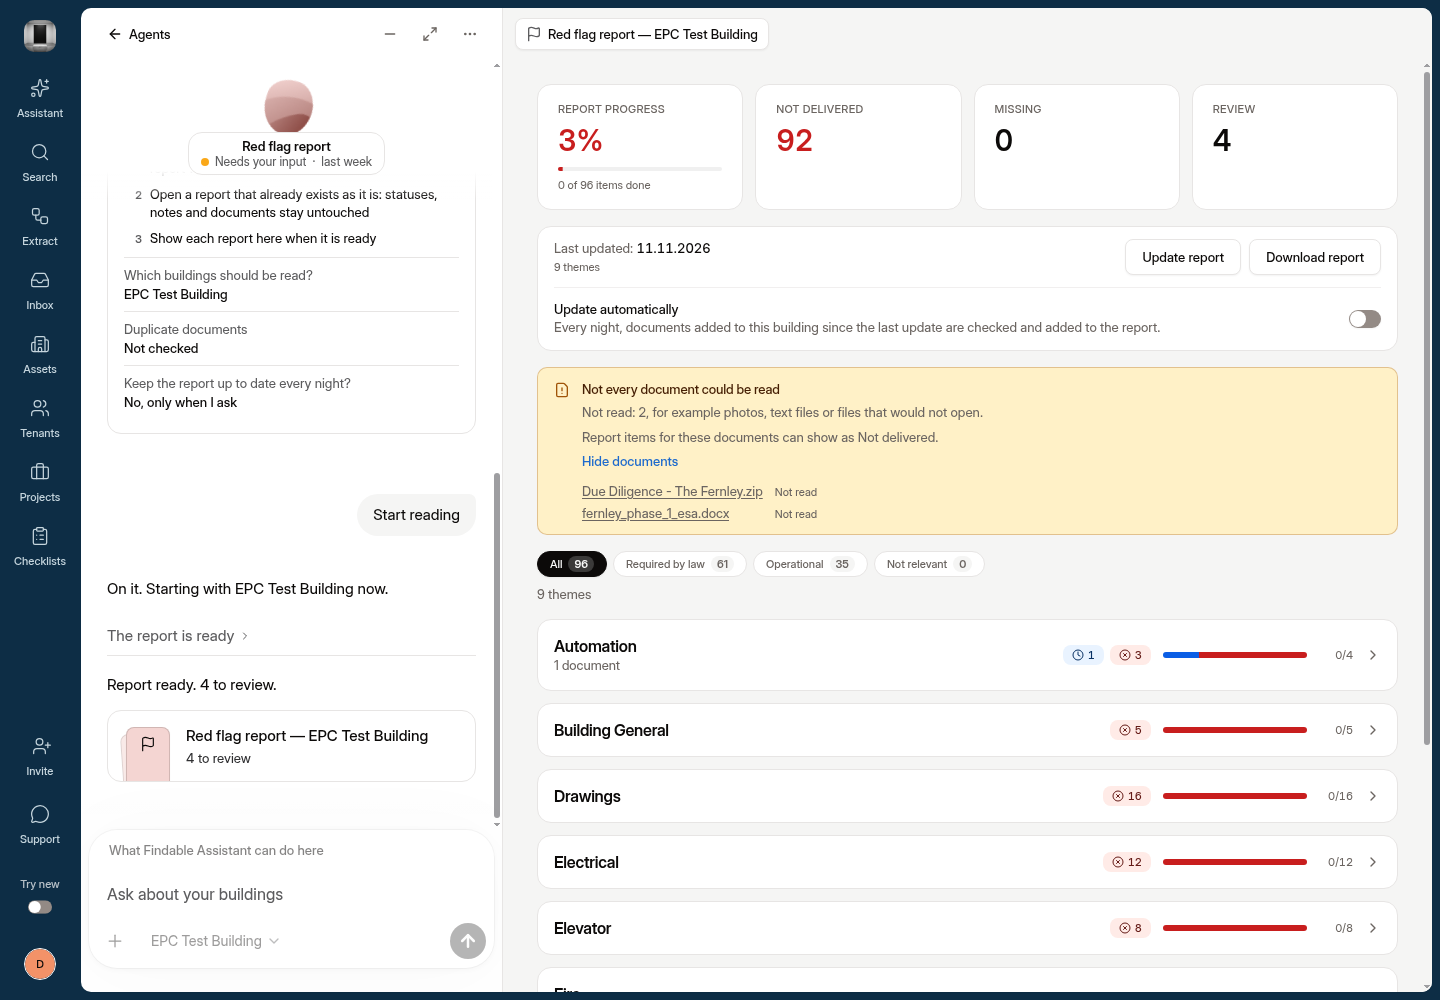 Assistant
Search
Extract
Inbox
Assets
Tenants
Projects
Checklists
Invite
Support
Try new
D
Agents
Red flag report
Needs your input · last week
2 Open a report that already exists as it is: statuses,
notes and documents stay untouched
3 Show each report here when it is ready
Which buildings should be read?
EPC Test Building
Duplicate documents
Not checked
Keep the report up to date every night?
No, only when I ask
Start reading
On it. Starting with EPC Test Building now.
The report is ready
Report ready. 4 to review.
Red flag report — EPC Test Building
4 to review
What Findable Assistant can do here
Ask about your buildings
EPC Test Building
Red flag report — EPC Test Building
REPORT PROGRESS
3%
0 of 96 items done
NOT DELIVERED
92
MISSING
0
REVIEW
4
Last updated: 11.11.2026
9 themes
Update report
Download report
Update automatically
Every night, documents added to this building since the last update are checked and added to the report.
Not every document could be read
Not read: 2, for example photos, text files or files that would not open.
Report items for these documents can show as Not delivered.
Hide documents
Due Diligence - The Fernley.zip Not read
fernley_phase_1_esa.docx Not read
All 96 Required by law 61 Operational 35 Not relevant 0
9 themes
Automation
1 document
1 3 0/4
Building General 5 0/5
Drawings 16 0/16
Electrical 12 0/12
Elevator 8 0/8